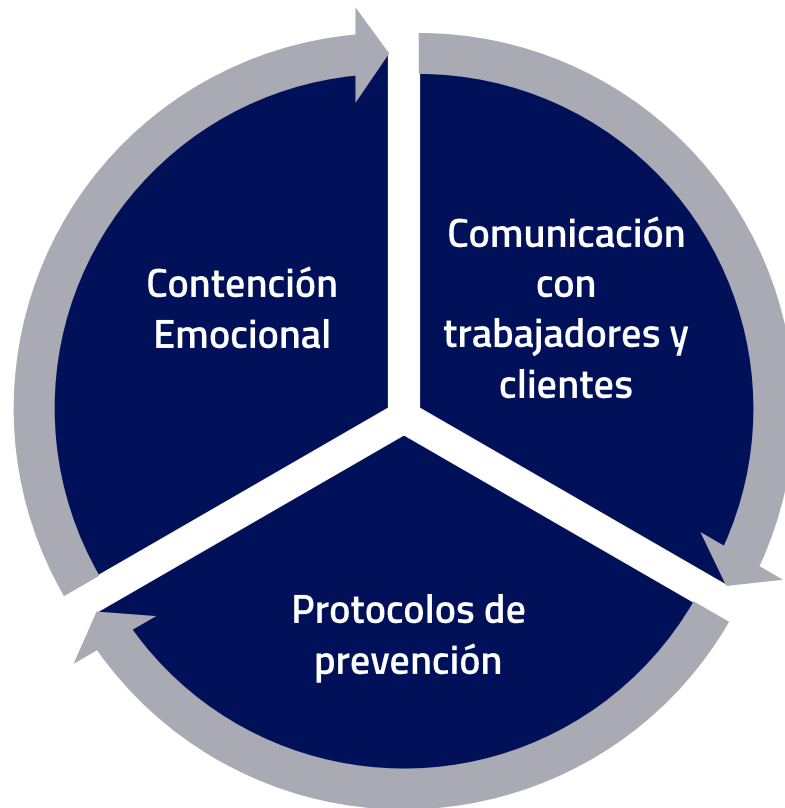 Comunicación
con
trabajadores y
clientes
Contención
Emocional
Protocolos de
prevención